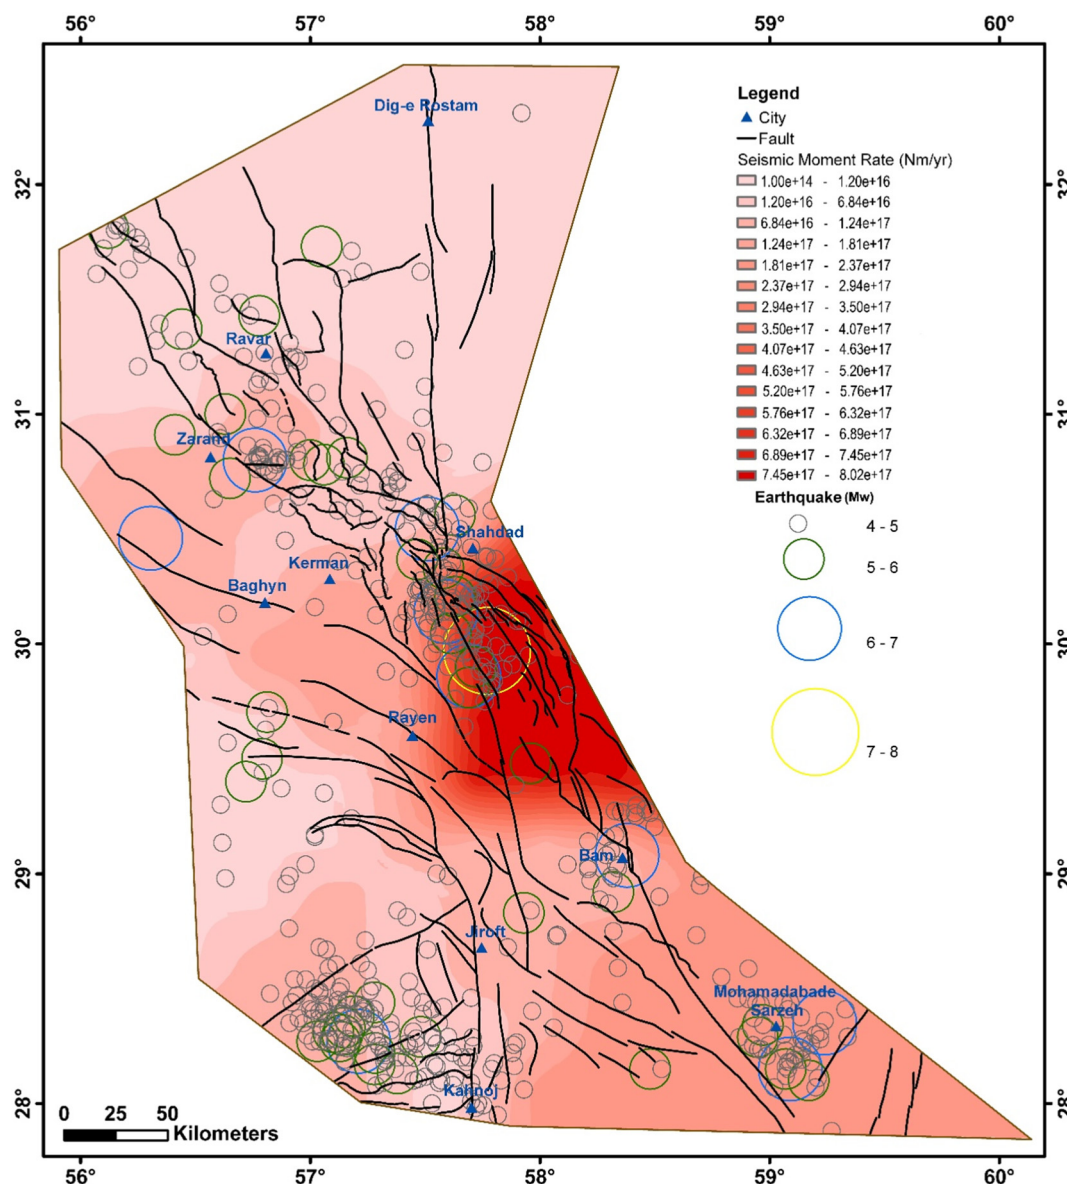 56° 57° 58° 59° 60°
Dig-e Rostam
Legend
City
Fault
Seismic Moment Rate (Nm/yr)
1.00e+14 - 1.20e+16
1.20e+16 - 6.84e+16
6.84e+16 - 1.24e+17
1.24e+17 - 1.81e+17
1.81e+17 - 2.37e+17
2.37e+17 - 2.94e+17
2.94e+17 - 3.50e+17
3.50e+17 - 4.07e+17
4.07e+17 - 4.63e+17
4.63e+17 - 5.20e+17
5.20e+17 - 5.76e+17
5.76e+17 - 6.32e+17
6.32e+17 - 6.89e+17
6.89e+17 - 7.45e+17
7.45e+17 - 8.02e+17
Earthquake (Mw)
4 - 5
5 - 6
6 - 7
7 - 8
32° 32°
Ravar
31° 31°
Zarand
Shahdad
Kerman
Baghyn
30° 30°
Rayen
29° 29°
Bam
Jiroft
Mohamadabade
Sarzeh
Kahnoj
28° 28°
0 25 50
Kilometers
56° 57° 58° 59° 60°